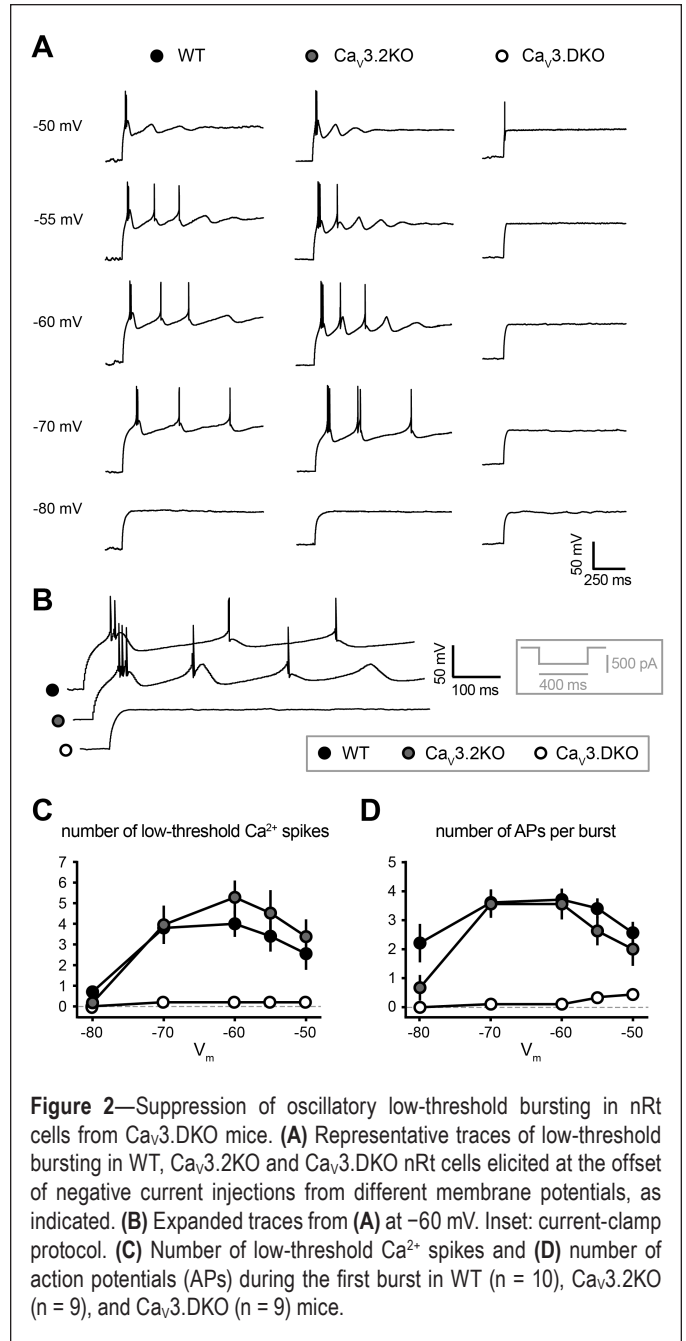 A
WT
CaV3.2KO
CaV3.DKO
-50 mV
-55 mV
-60 mV
-70 mV
-80 mV
50 mV
250 ms
B
50 mV
100 ms
500 pA
400 ms
WT
CaV3.2KO
CaV3.DKO
C
number of low-threshold Ca²⁺ spikes
7
6
5
4
3
2
1
0
-80
-70
-60
-50
Vm
D
number of APs per burst
5
4
3
2
1
0
-80
-70
-60
-50
Vm
Figure 2—Suppression of oscillatory low-threshold bursting in nRt
cells from CaV3.DKO mice. (A) Representative traces of low-threshold
bursting in WT, CaV3.2KO and CaV3.DKO nRt cells elicited at the offset
of negative current injections from different membrane potentials, as
indicated. (B) Expanded traces from (A) at −60 mV. Inset: current-clamp
protocol. (C) Number of low-threshold Ca²⁺ spikes and (D) number of
action potentials (APs) during the first burst in WT (n = 10), CaV3.2KO
(n = 9), and CaV3.DKO (n = 9) mice.